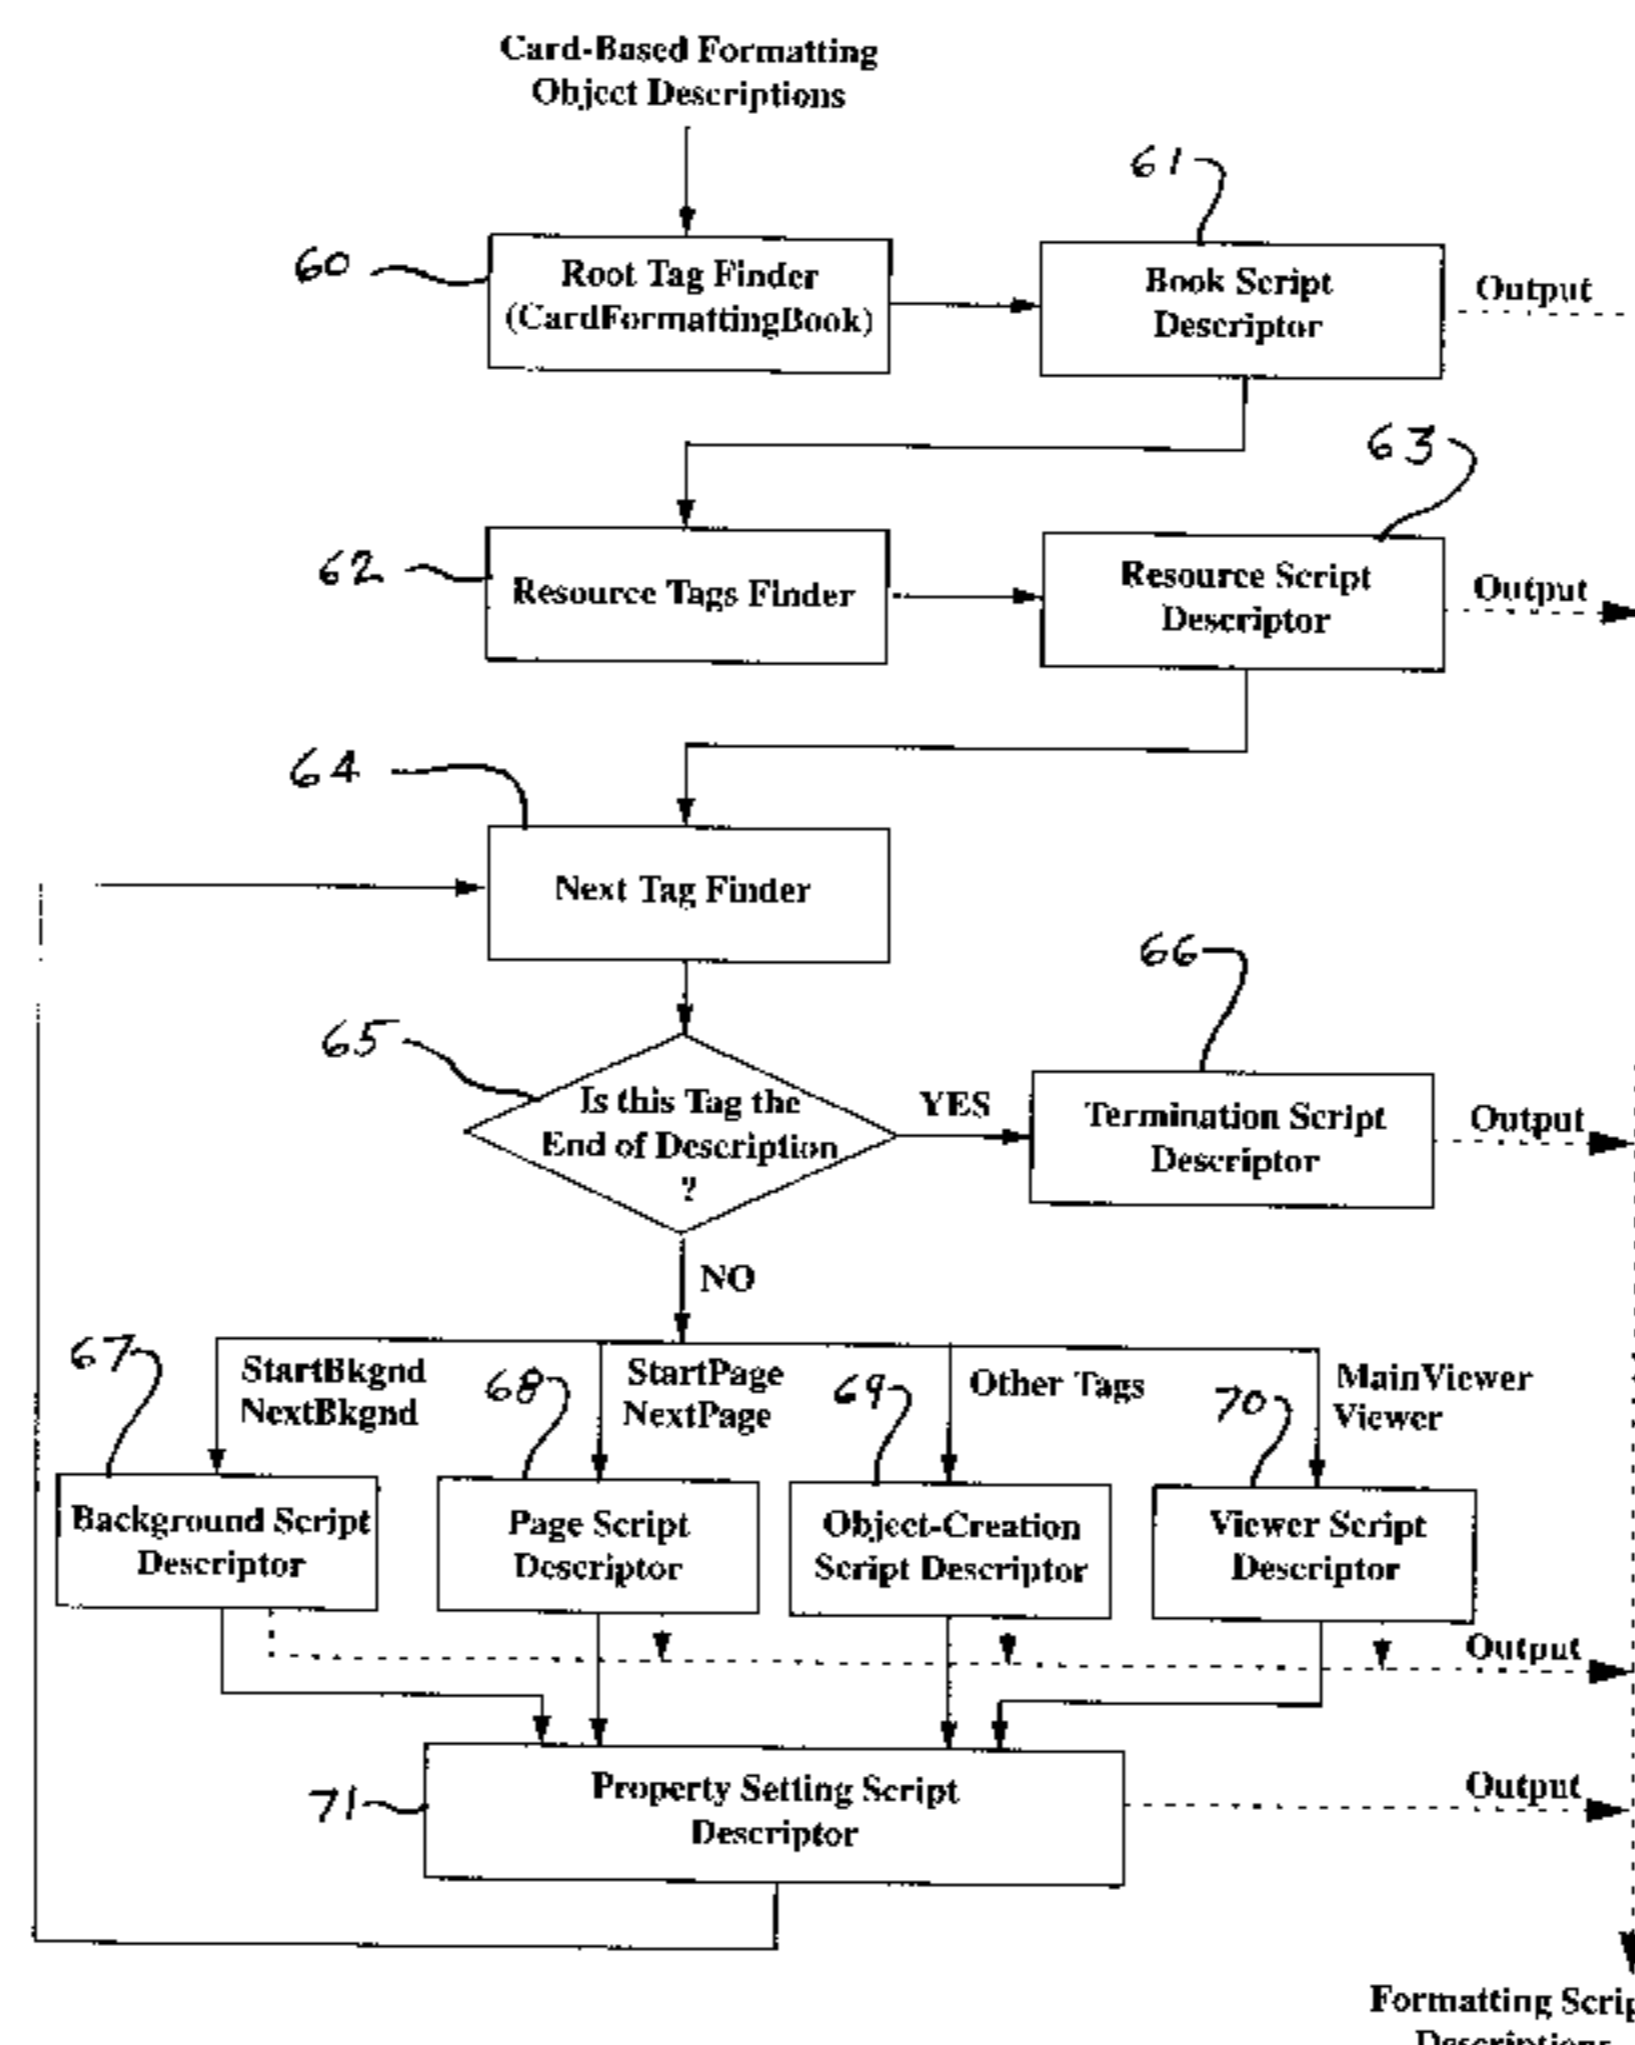 Card-Based Formatting
Object Descriptions
61
60
Root Tag Finder
(CardFormattingBook)
Book Script
Descriptor
Output
63
62
Resource Tags Finder
Resource Script
Descriptor
Output
64
Next Tag Finder
66
65
Is this Tag the
End of Description
?
YES
Termination Script
Descriptor
Output
NO
67
StartBkgnd
NextBkgnd
68
StartPage
NextPage
69
Other Tags
70
MainViewer
Viewer
Background Script
Descriptor
Page Script
Descriptor
Object-Creation
Script Descriptor
Viewer Script
Descriptor
Output
71
Property Setting Script
Descriptor
Output
Formatting Scrip